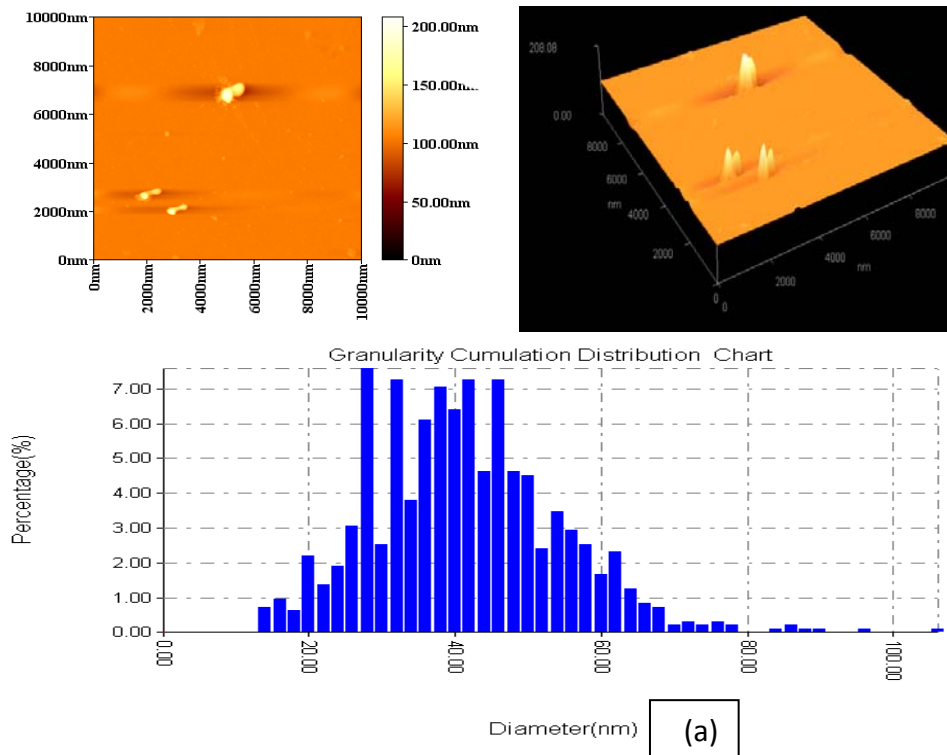 10000nm
8000nm
6000nm
4000nm
2000nm
0nm
0nm
2000nm
4000nm
6000nm
8000nm
10000nm
200.00nm
150.00nm
100.00nm
50.00nm
0nm
208.08
0.00
8000
6000
nm
4000
2000
0
0
2000
4000
nm
6000
8000
Granularity Cumulation Distribution Chart
Percentage(%)
7.00
6.00
5.00
4.00
3.00
2.00
1.00
0.00
0.00
20.00
40.00
60.00
80.00
100.00
Diameter(nm)
(a)